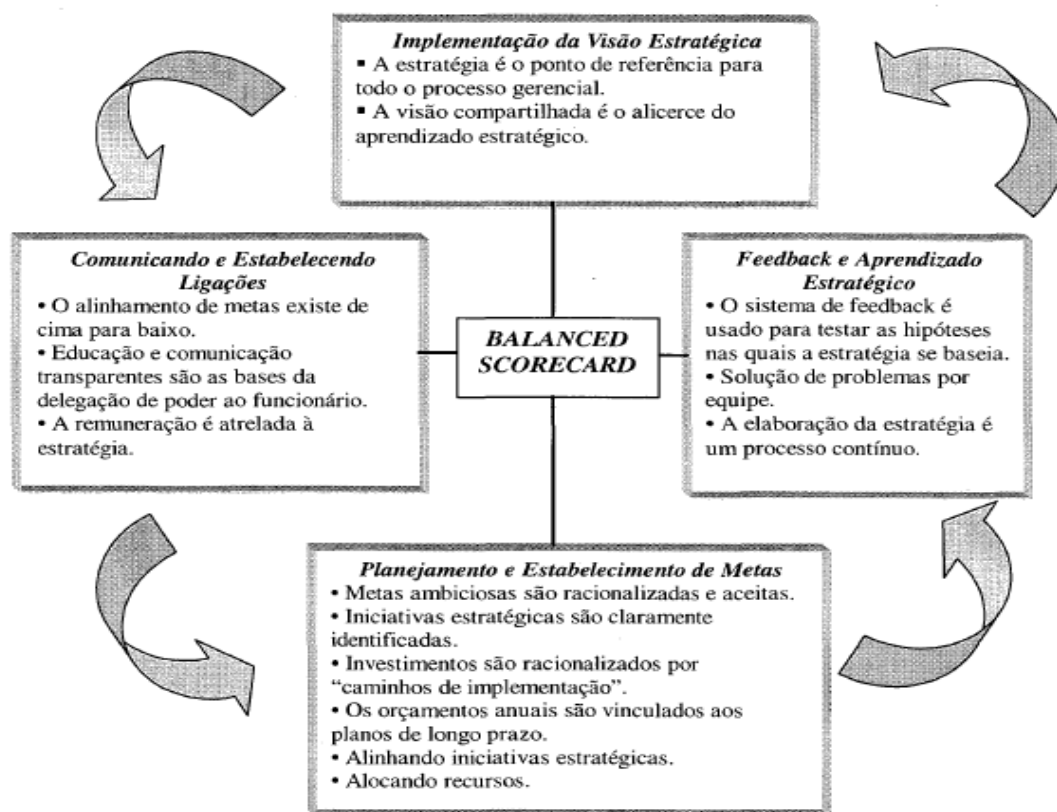 Implementação da Visão Estratégica
▪ A estratégia é o ponto de referência para
todo o processo gerencial.
▪ A visão compartilhada é o alicerce do
aprendizado estratégico.
Comunicando e Estabelecendo
Ligações
• O alinhamento de metas existe de
cima para baixo.
• Educação e comunicação
transparentes são as bases da
delegação de poder ao funcionário.
• A remuneração é atrelada à
estratégia.
BALANCED
SCORECARD
Feedback e Aprendizado
Estratégico
• O sistema de feedback é
usado para testar as hipóteses
nas quais a estratégia se baseia.
• Solução de problemas por
equipe.
• A elaboração da estratégia é
um processo contínuo.
Planejamento e Estabelecimento de Metas
• Metas ambiciosas são racionalizadas e aceitas.
• Iniciativas estratégicas são claramente
identificadas.
• Investimentos são racionalizados por
“caminhos de implementação”.
• Os orçamentos anuais são vinculados aos
planos de longo prazo.
• Alinhando iniciativas estratégicas.
• Alocando recursos.